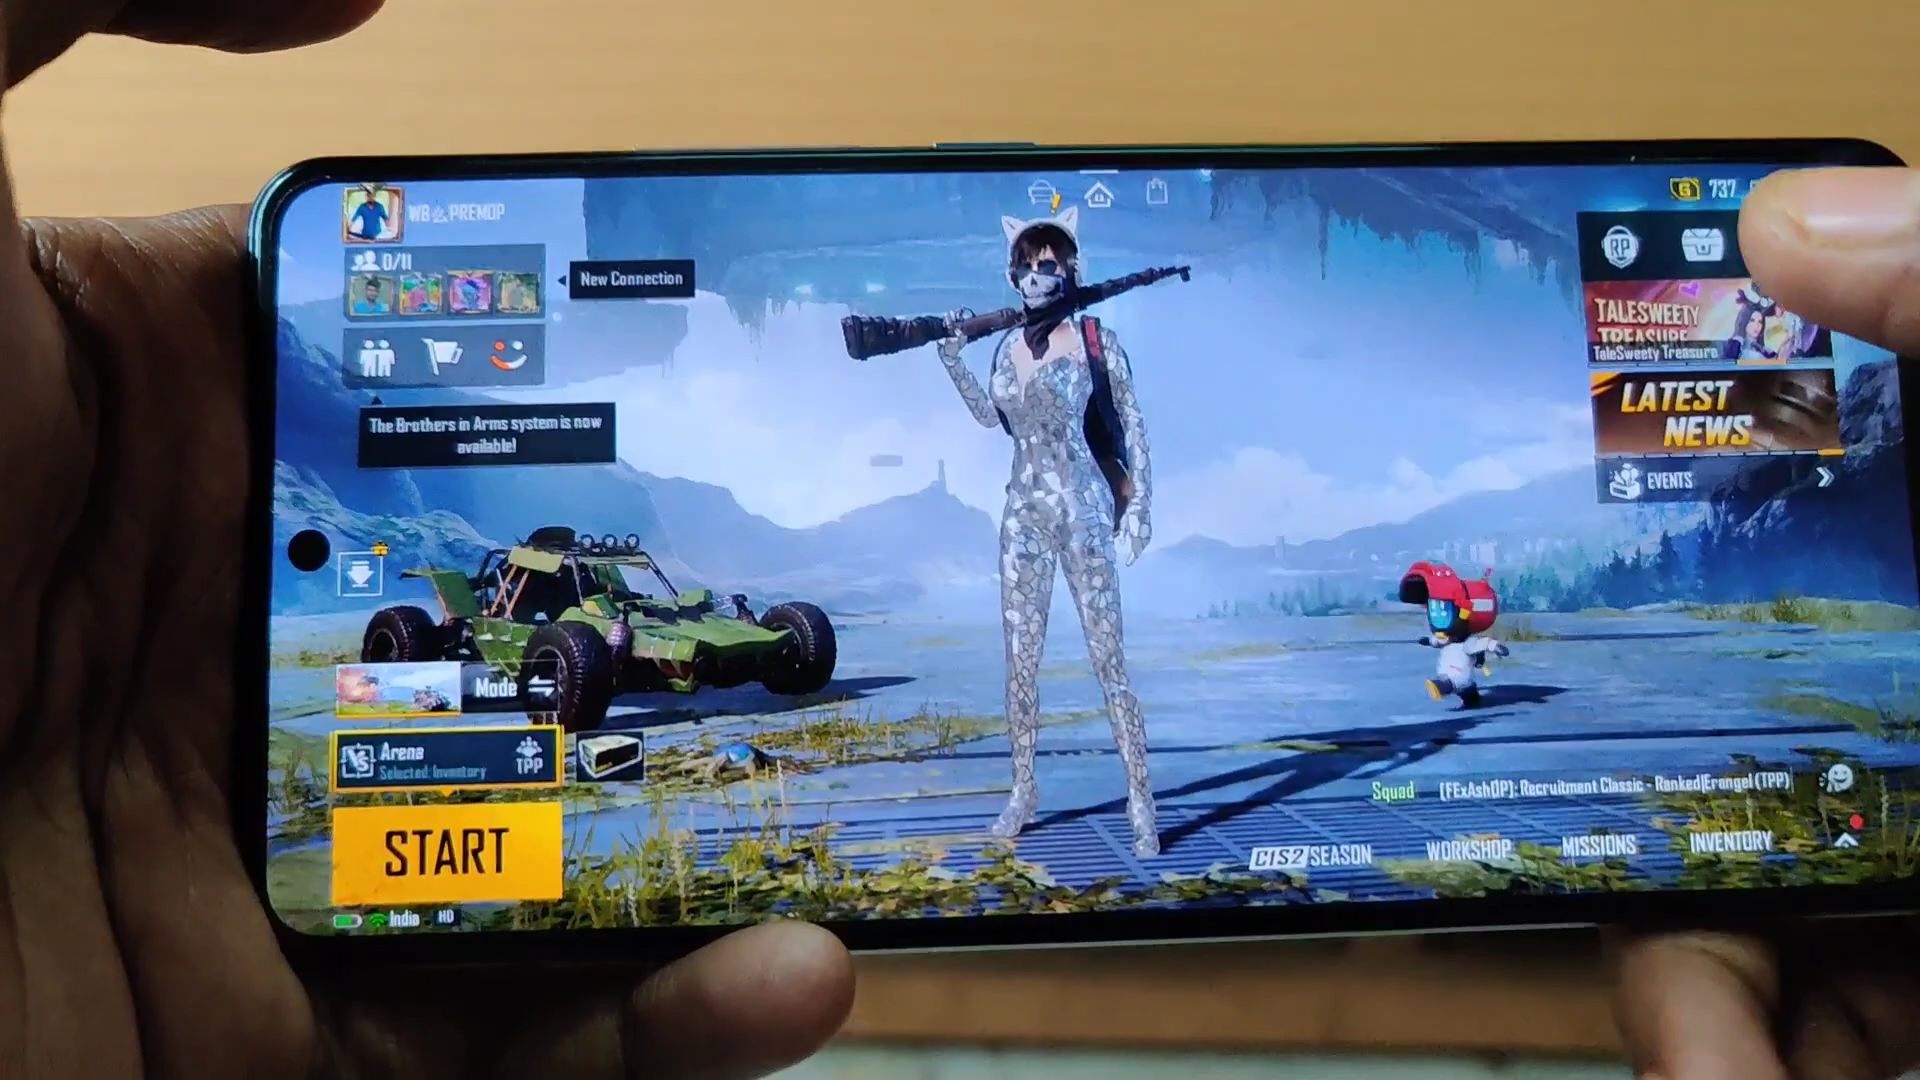 WB PREMOP
G 737
0/11
New Connection
RP
TALESWEETY
TREASURE
TaleSweety Treasure
The Brothers in Arms system is now
available!
LATEST
NEWS
EVENTS
Mode
VS Arena
Selected: Inventory
TPP
Squad [FExAshOP]: Recruitment Classic - Ranked|Erangel (TPP)
START
C1S2 SEASON
WORKSHOP
MISSIONS
INVENTORY
India HD